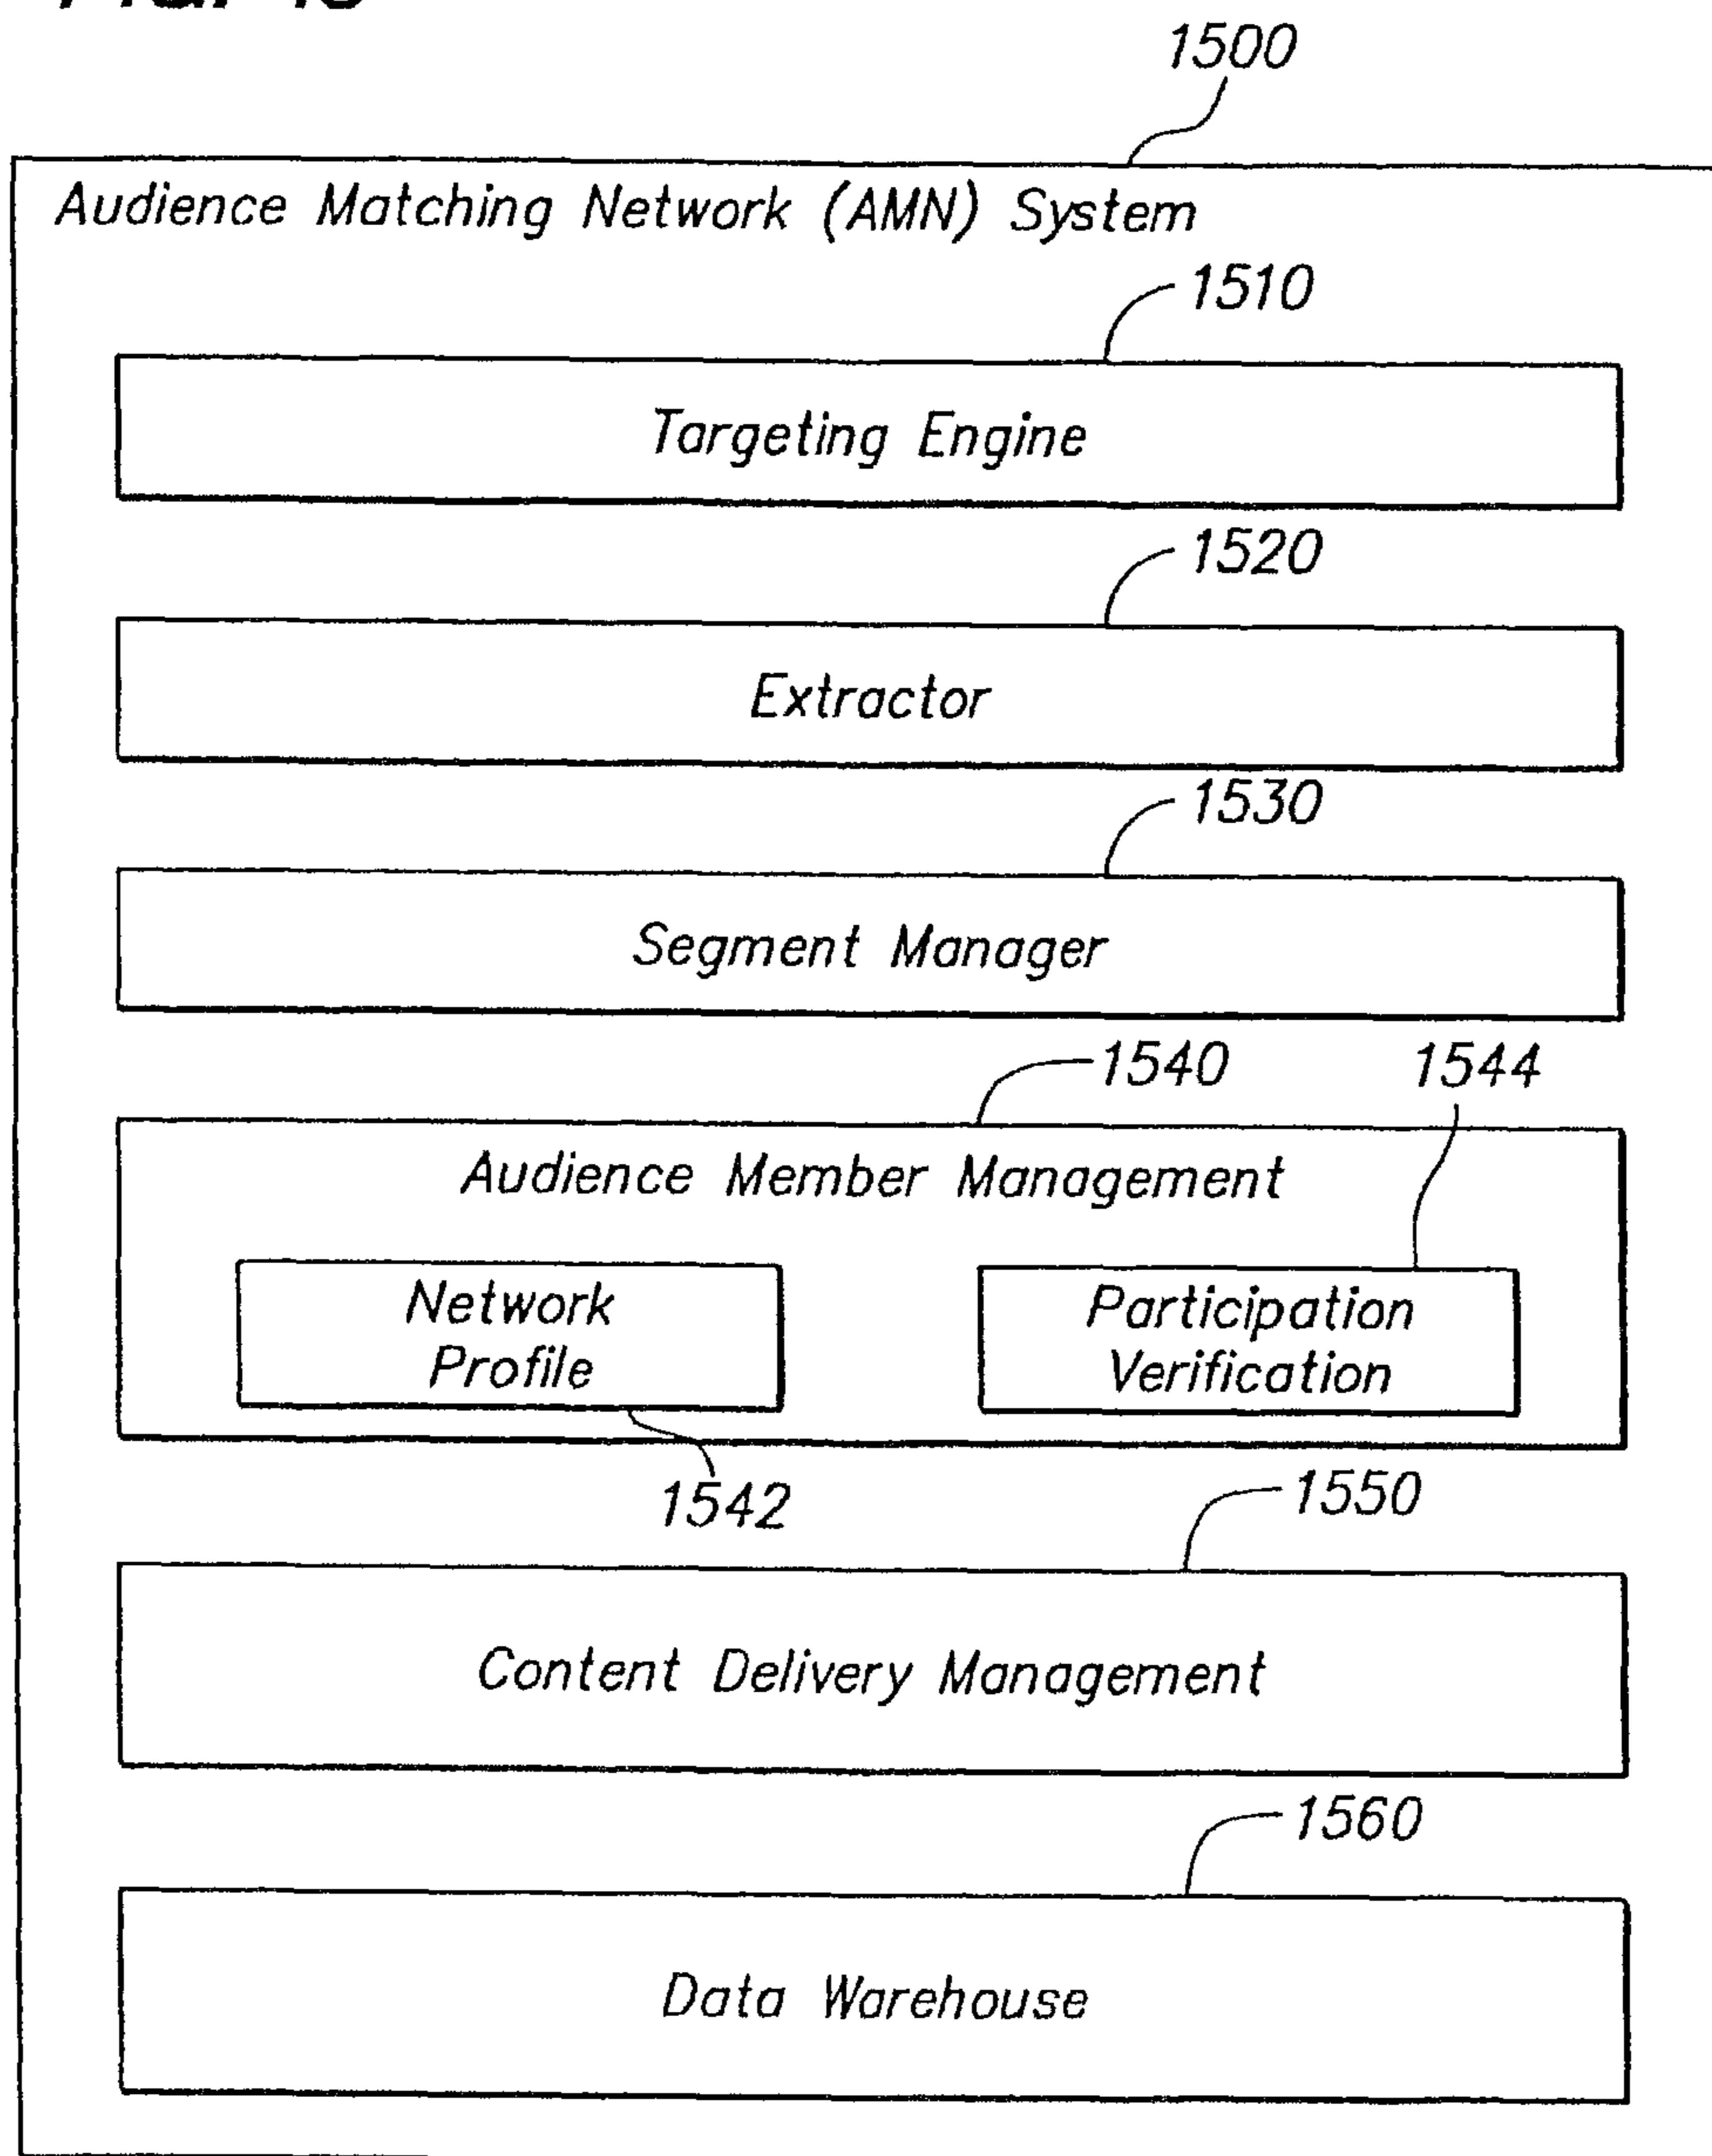 1500
Audience Matching Network (AMN) System
1510
Targeting Engine
1520
Extractor
1530
Segment Manager
1540
1544
Audience Member Management
Network
Profile
Participation
Verification
1542
1550
Content Delivery Management
1560
Data Warehouse